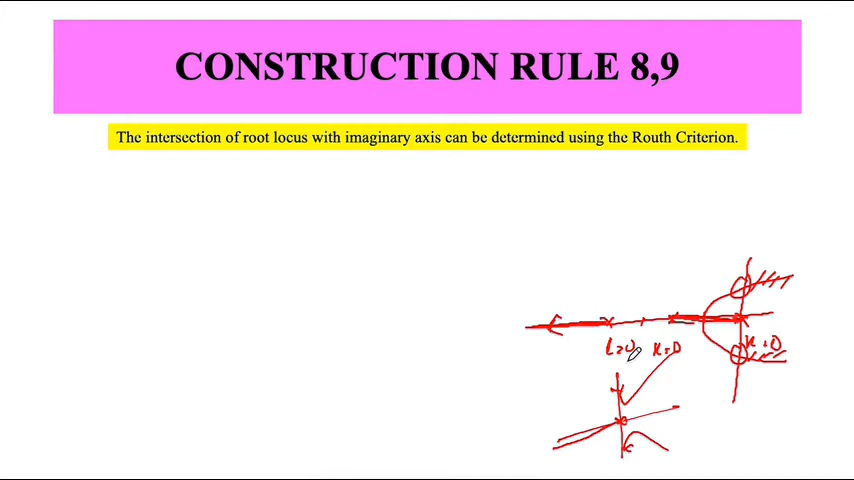 CONSTRUCTION RULE 8,9
The intersection of root locus with imaginary axis can be determined using the Routh Criterion.
K=0
K=0